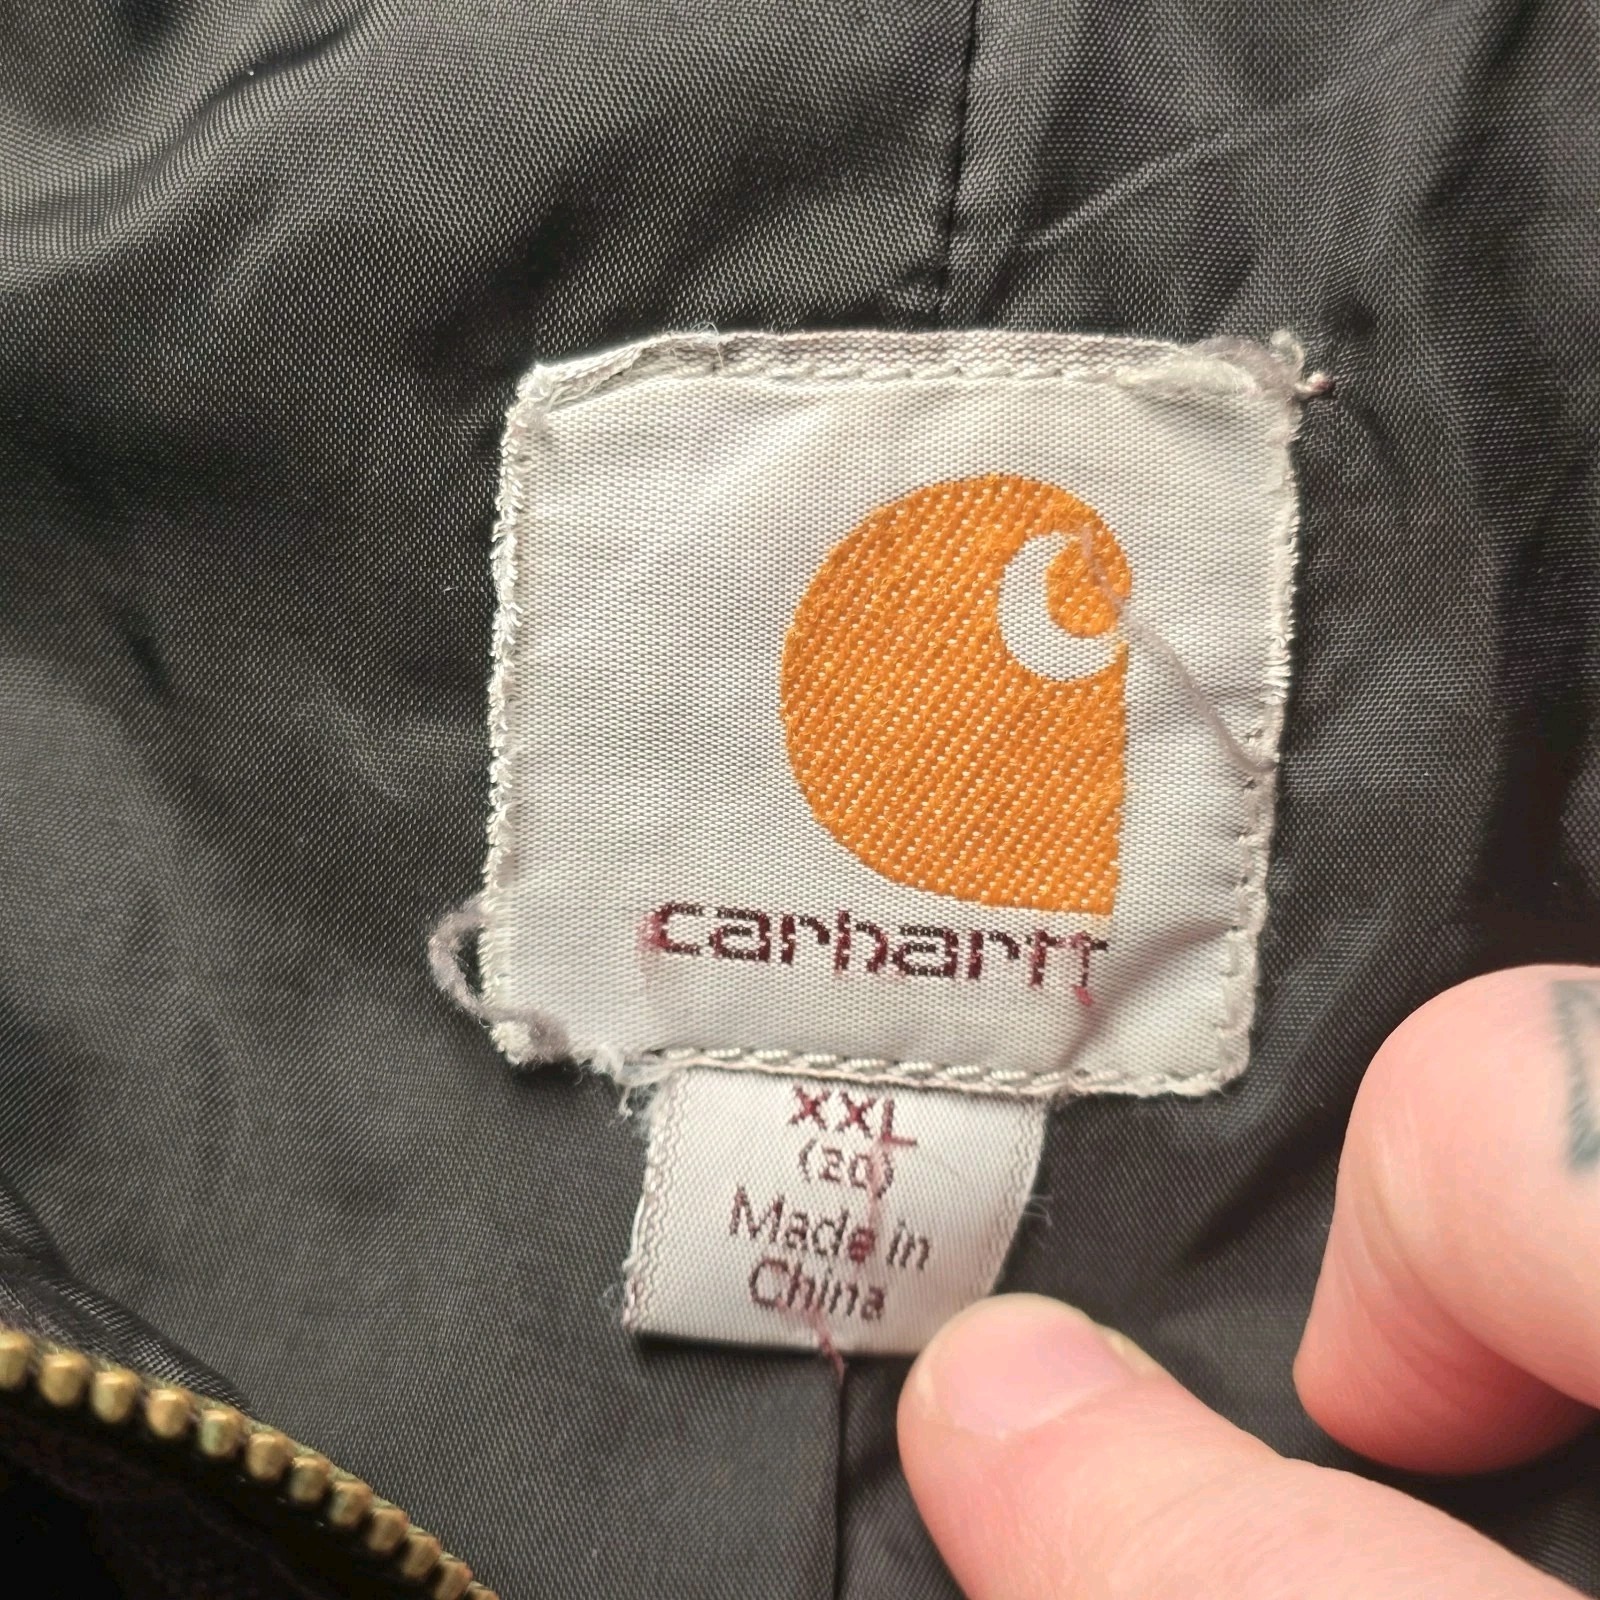 carhartt
XXL
(20)
Made in
China